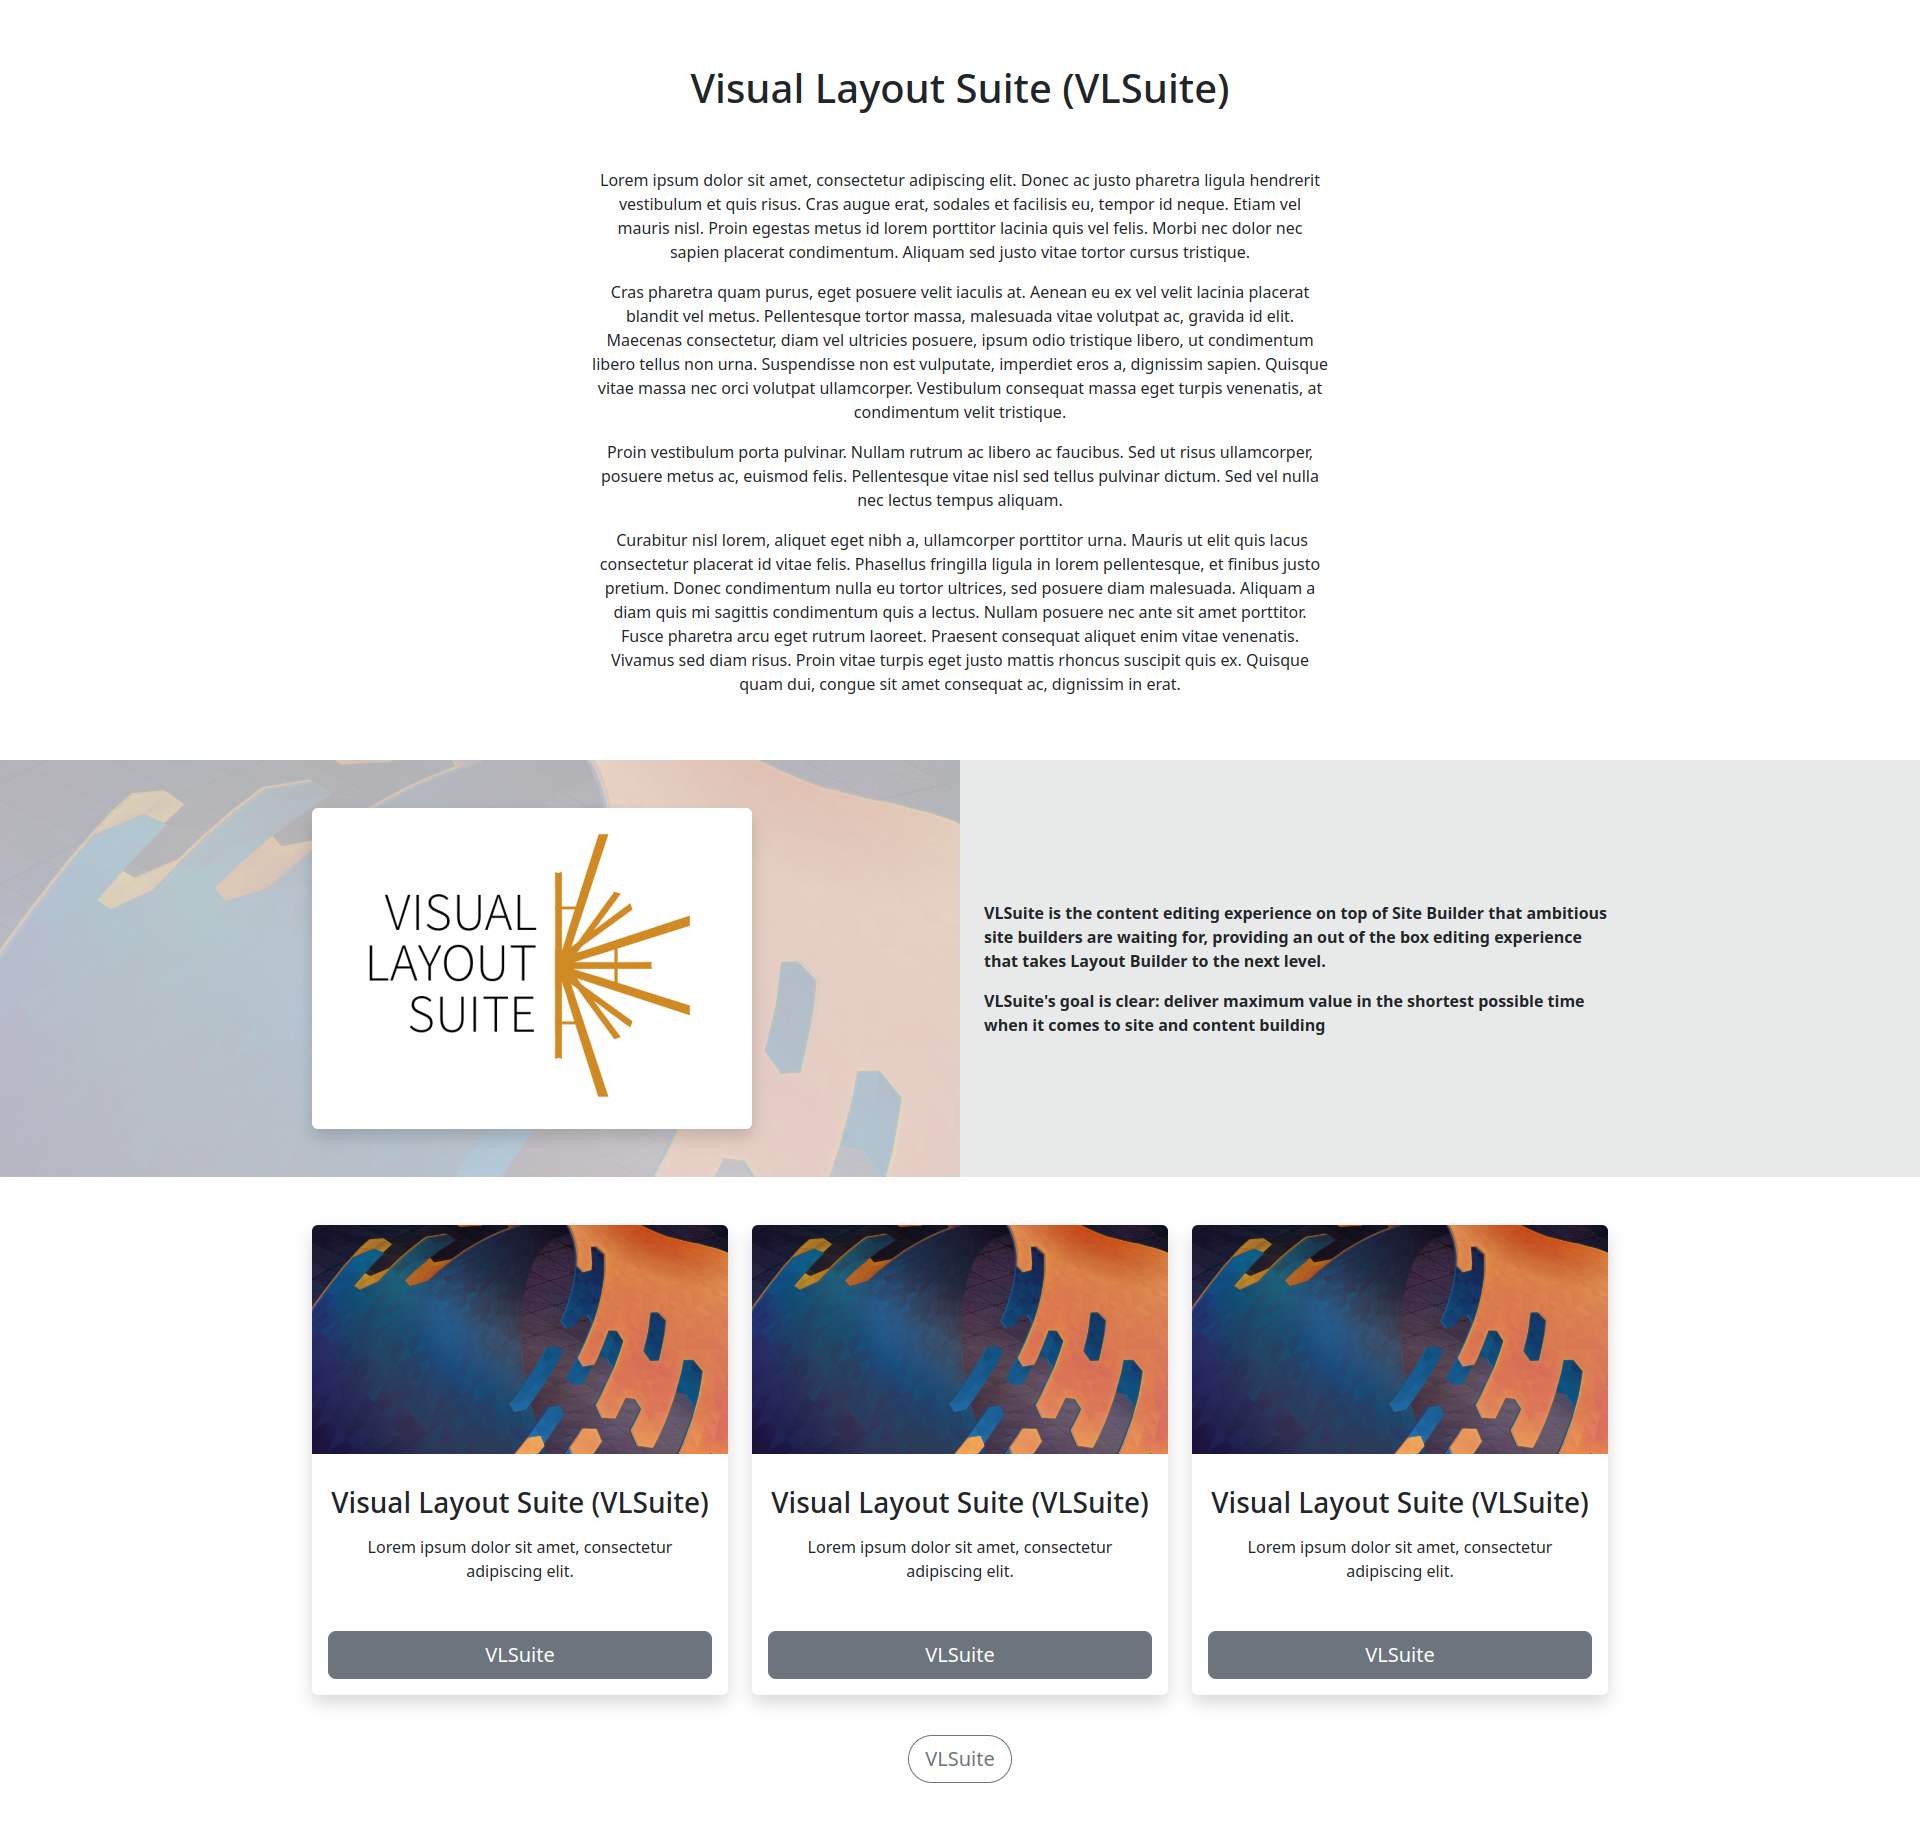 Visual Layout Suite (VLSuite)
Lorem ipsum dolor sit amet, consectetur adipiscing elit. Donec ac justo pharetra ligula hendrerit
vestibulum et quis risus. Cras augue erat, sodales et facilisis eu, tempor id neque. Etiam vel
mauris nisl. Proin egestas metus id lorem porttitor lacinia quis vel felis. Morbi nec dolor nec
sapien placerat condimentum. Aliquam sed justo vitae tortor cursus tristique.
Cras pharetra quam purus, eget posuere velit iaculis at. Aenean eu ex vel velit lacinia placerat
blandit vel metus. Pellentesque tortor massa, malesuada vitae volutpat ac, gravida id elit.
Maecenas consectetur, diam vel ultricies posuere, ipsum odio tristique libero, ut condimentum
libero tellus non urna. Suspendisse non est vulputate, imperdiet eros a, dignissim sapien. Quisque
vitae massa nec orci volutpat ullamcorper. Vestibulum consequat massa eget turpis venenatis, at
condimentum velit tristique.
Proin vestibulum porta pulvinar. Nullam rutrum ac libero ac faucibus. Sed ut risus ullamcorper,
posuere metus ac, euismod felis. Pellentesque vitae nisl sed tellus pulvinar dictum. Sed vel nulla
nec lectus tempus aliquam.
Curabitur nisl lorem, aliquet eget nibh a, ullamcorper porttitor urna. Mauris ut elit quis lacus
consectetur placerat id vitae felis. Phasellus fringilla ligula in lorem pellentesque, et finibus justo
pretium. Donec condimentum nulla eu tortor ultrices, sed posuere diam malesuada. Aliquam a
diam quis mi sagittis condimentum quis a lectus. Nullam posuere nec ante sit amet porttitor.
Fusce pharetra arcu eget rutrum laoreet. Praesent consequat aliquet enim vitae venenatis.
Vivamus sed diam risus. Proin vitae turpis eget justo mattis rhoncus suscipit quis ex. Quisque
quam dui, congue sit amet consequat ac, dignissim in erat.
VISUAL
LAYOUT
SUITE
VLSuite is the content editing experience on top of Site Builder that ambitious
site builders are waiting for, providing an out of the box editing experience
that takes Layout Builder to the next level.
VLSuite's goal is clear: deliver maximum value in the shortest possible time
when it comes to site and content building
Visual Layout Suite (VLSuite)
Lorem ipsum dolor sit amet, consectetur
adipiscing elit.
VLSuite
Visual Layout Suite (VLSuite)
Lorem ipsum dolor sit amet, consectetur
adipiscing elit.
VLSuite
Visual Layout Suite (VLSuite)
Lorem ipsum dolor sit amet, consectetur
adipiscing elit.
VLSuite
VLSuite